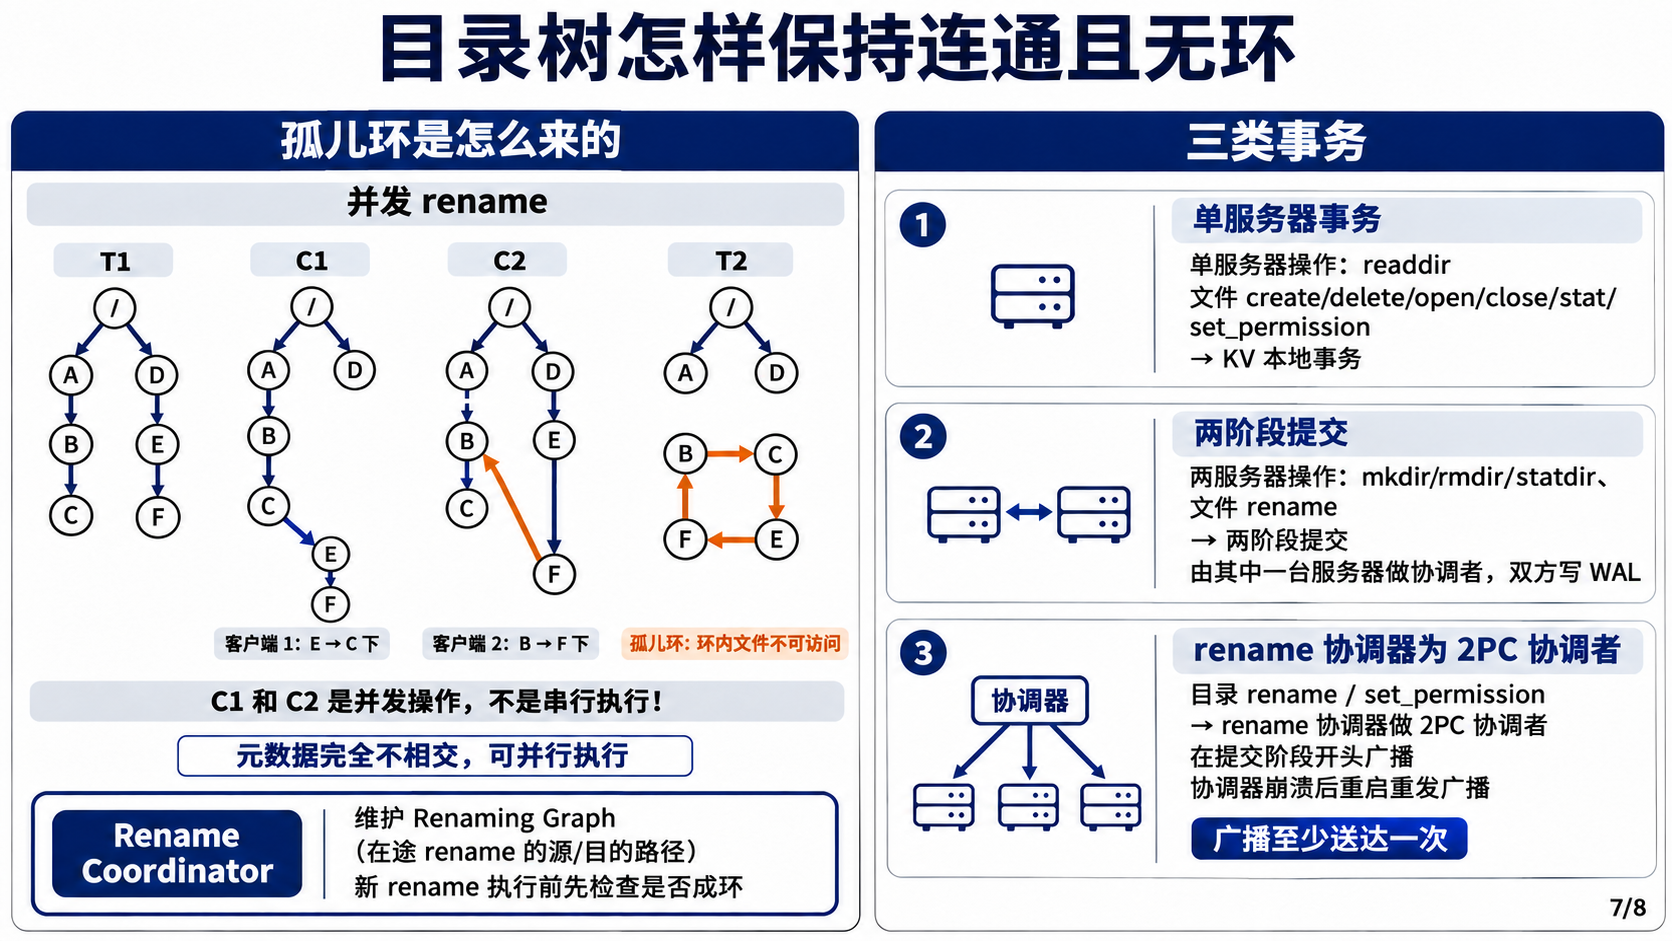 目录树怎样保持连通且无环
孤儿环是怎么来的
并发 rename
T1
C1
C2
T2
/
A
D
B
E
C
F
/
A
D
B
C
E
F
/
A
D
B
E
C
F
/
A
D
B
C
F
E
客户端 1：E → C 下
客户端 2：B → F 下
孤儿环：环内文件不可访问
C1 和 C2 是并发操作，不是串行执行！
元数据完全不相交，可并行执行
Rename
Coordinator
维护 Renaming Graph
（在途 rename 的源/目的路径）
新 rename 执行前先检查是否成环
三类事务
1
单服务器事务
单服务器操作：readdir
文件 create/delete/open/close/stat/
set_permission
→ KV 本地事务
2
两阶段提交
两服务器操作：mkdir/rmdir/statdir、
文件 rename
→ 两阶段提交
由其中一台服务器做协调者，双方写 WAL
3
协调器
rename 协调器为 2PC 协调者
目录 rename / set_permission
→ rename 协调器做 2PC 协调者
在提交阶段开头广播
协调器崩溃后重启重发广播
广播至少送达一次
7/8